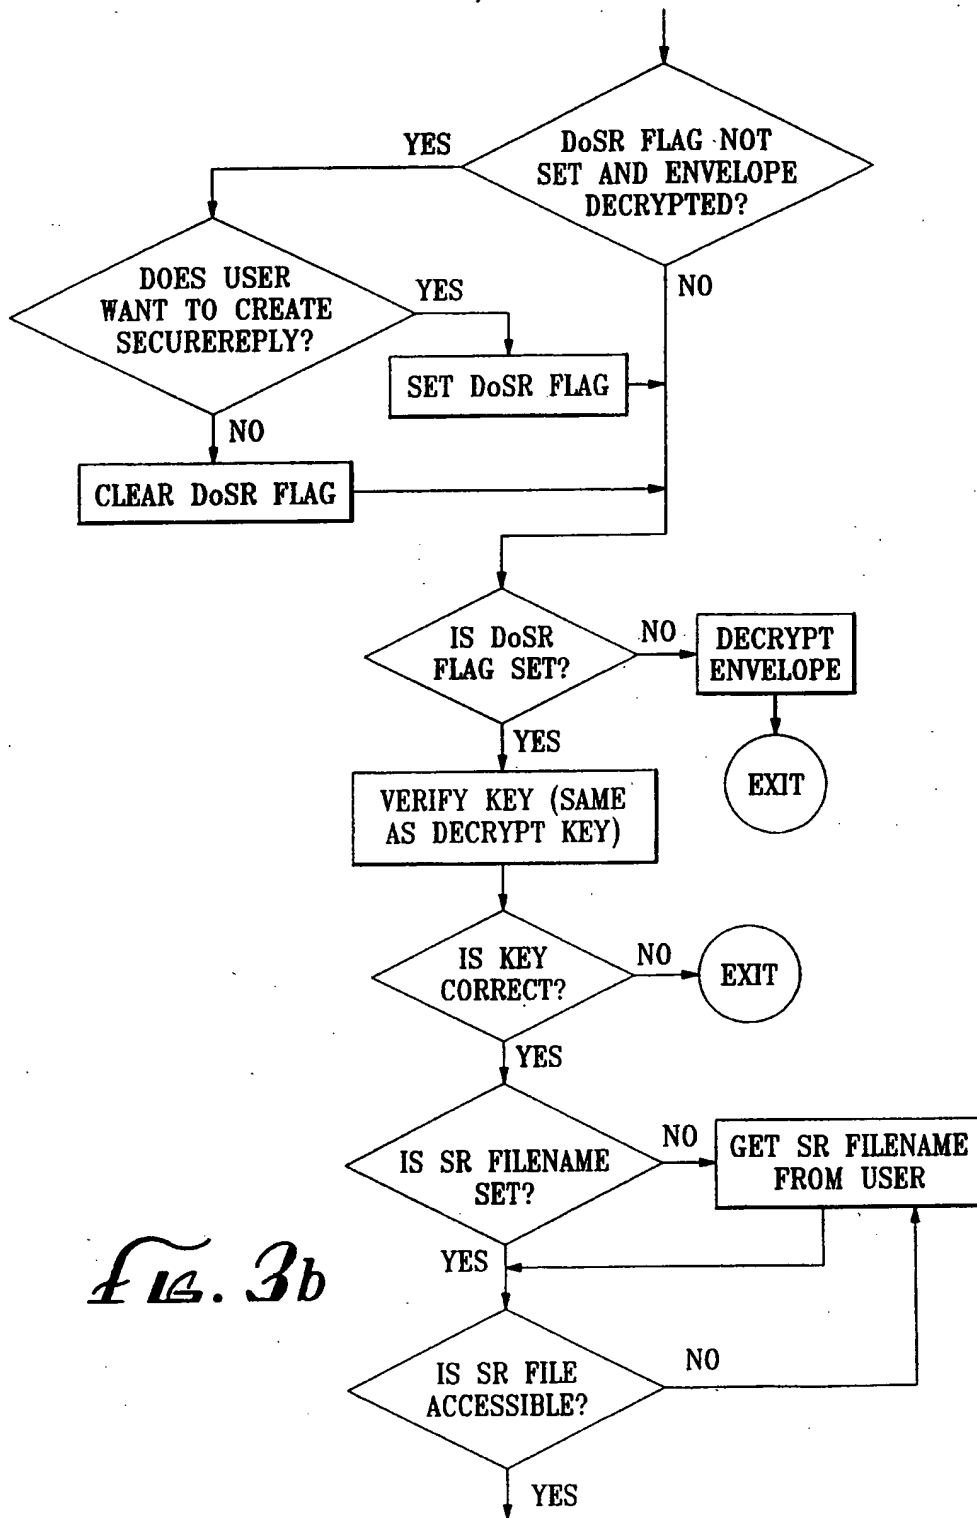 DoSR FLAG NOT
SET AND ENVELOPE
DECRYPTED?
YES
NO
DOES USER
WANT TO CREATE
SECUREREPLY?
YES
SET DoSR FLAG
NO
CLEAR DoSR FLAG
IS DoSR
FLAG SET?
NO
DECRYPT
ENVELOPE
EXIT
YES
VERIFY KEY (SAME
AS DECRYPT KEY)
IS KEY
CORRECT?
NO
EXIT
YES
IS SR FILENAME
SET?
NO
GET SR FILENAME
FROM USER
YES
FIG. 3b
IS SR FILE
ACCESSIBLE?
NO
YES